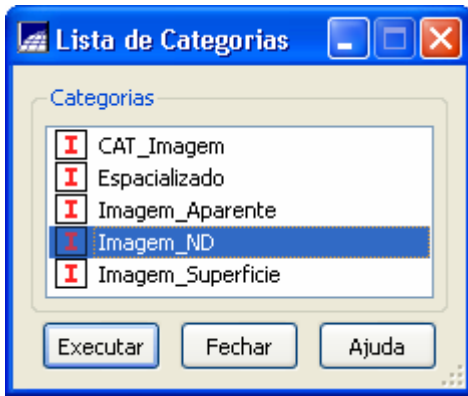 Lista de Categorias
Categorias
I CAT_Imagem
I Espacializado
I Imagem_Aparente
I Imagem_ND
I Imagem_Superficie
Executar Fechar Ajuda